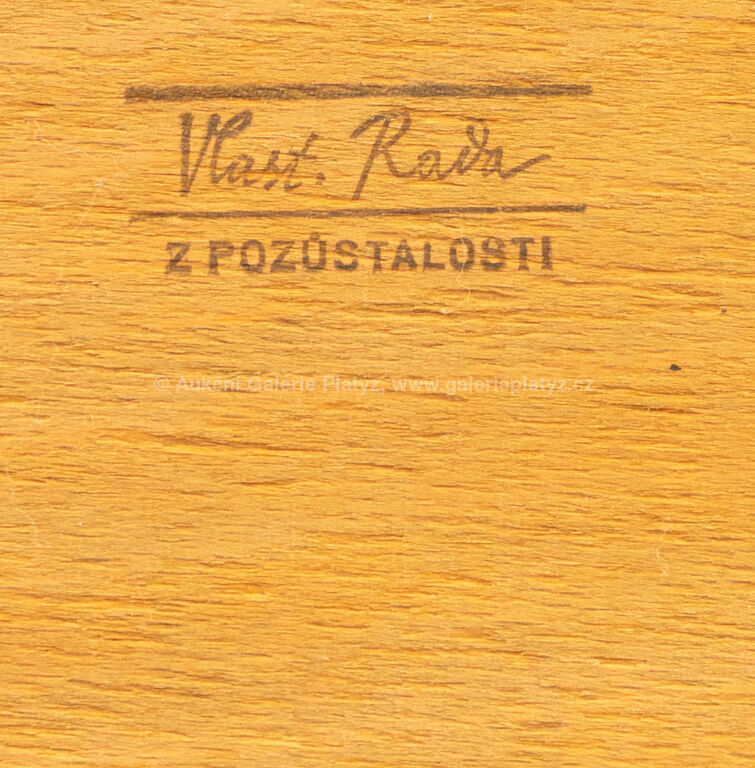 Vlast. Rada
Z POZŮSTALOSTI
© Aukční Galerie Platýz, www.galerieplatyz.cz